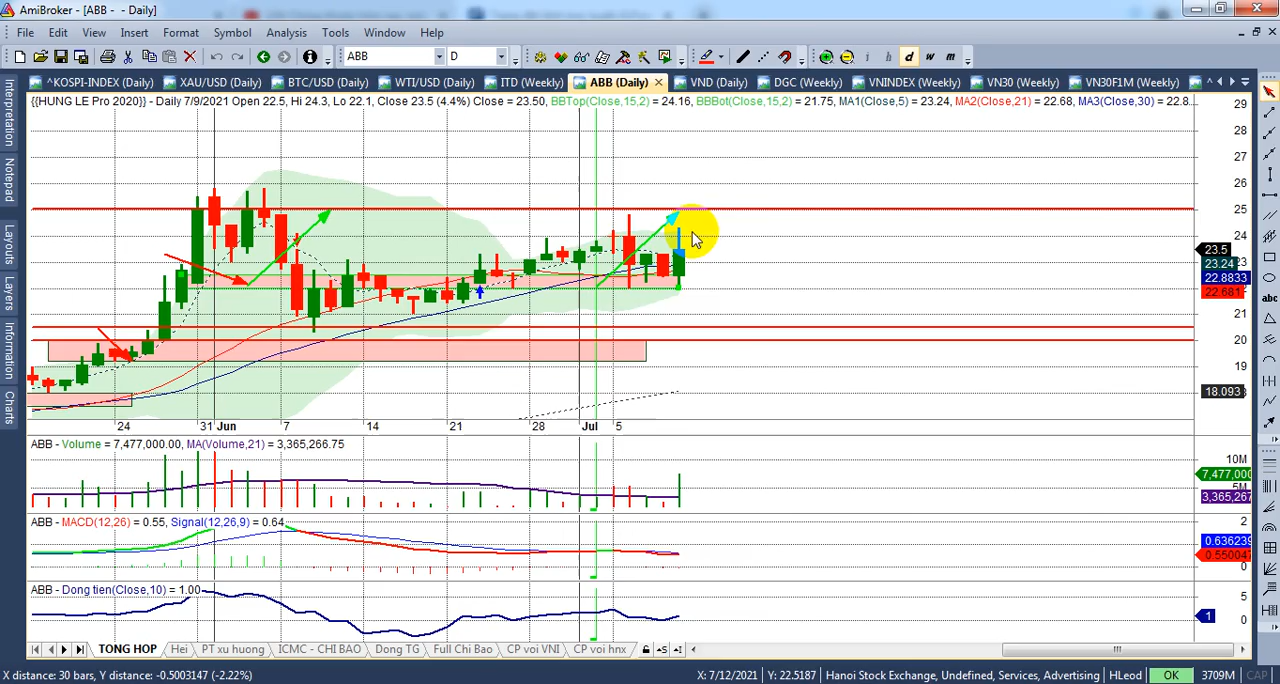 AmiBroker - [ABB - - Daily]
File Edit View Insert Format Symbol Analysis Tools Window Help
ABB D i h d w m
^KOSPI-INDEX (Daily) XAU/USD (Daily) BTC/USD (Daily) WTI/USD (Daily) ITD (Weekly) ABB (Daily) VND (Daily) DGC (Weekly) VNINDEX (Weekly) VN30 (Weekly) VN30F1M (Weekly)
{{HUNG LE Pro 2020}} - Daily 7/9/2021 Open 22.5, Hi 24.3, Lo 22.1, Close 23.5 (4.4%) Close = 23.50, BBTop(Close,15,2) = 24.16, BBBot(Close,15,2) = 21.75, MA1(Close,5) = 23.24, MA2(Close,21) = 22.68, MA3(Close,30) = 22.8...
Interpretation
Notepad
Layouts
Layers
Information
Charts
abc
29
28
27
26
25
24
23.5
23.24
23
22.8833
22.681
22
21
20
19
18.093
24 31 Jun 7 14 21 28 Jul 5
ABB - Volume = 7,477,000.00, MA(Volume,21) = 3,365,266.75
10M
7,477,000
5M
3,365,267
ABB - MACD(12,26) = 0.55, Signal(12,26,9) = 0.64
2
0.636239
0.550047
0
ABB - Dong tien(Close,10) = 1.00
5
1
0
TONG HOP Hei PT xu huong ICMC - CHI BAO Dong TG Full Chi Bao CP voi VNI CP voi hnx
X distance: 30 bars, Y distance: -0.5003147 (-2.22%) X: 7/12/2021 Y: 22.5187 Hanoi Stock Exchange, Undefined, Services, Advertising HLeod OK 3709M CAP